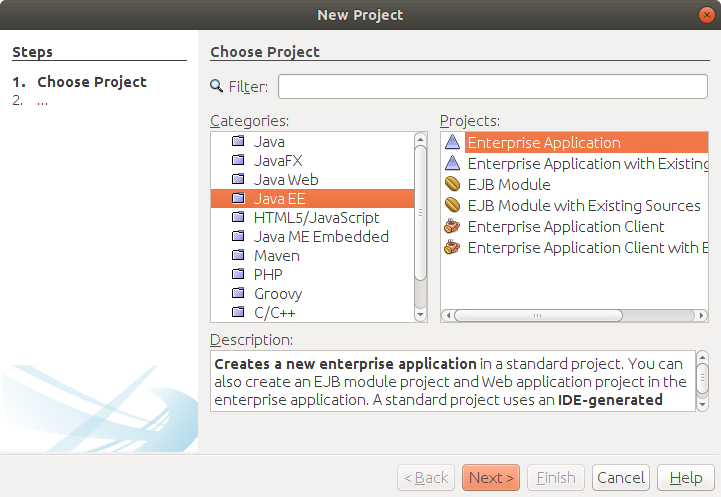 New Project
Steps
1. Choose Project
2. ...
Choose Project
Filter:
Categories:
Java
JavaFX
Java Web
Java EE
HTML5/JavaScript
Java ME Embedded
Maven
PHP
Groovy
C/C++
Projects:
Enterprise Application
Enterprise Application with Existing
EJB Module
EJB Module with Existing Sources
Enterprise Application Client
Enterprise Application Client with E
Description:
Creates a new enterprise application in a standard project. You can
also create an EJB module project and Web application project in the
enterprise application. A standard project uses an IDE-generated
< Back
Next >
Finish
Cancel
Help